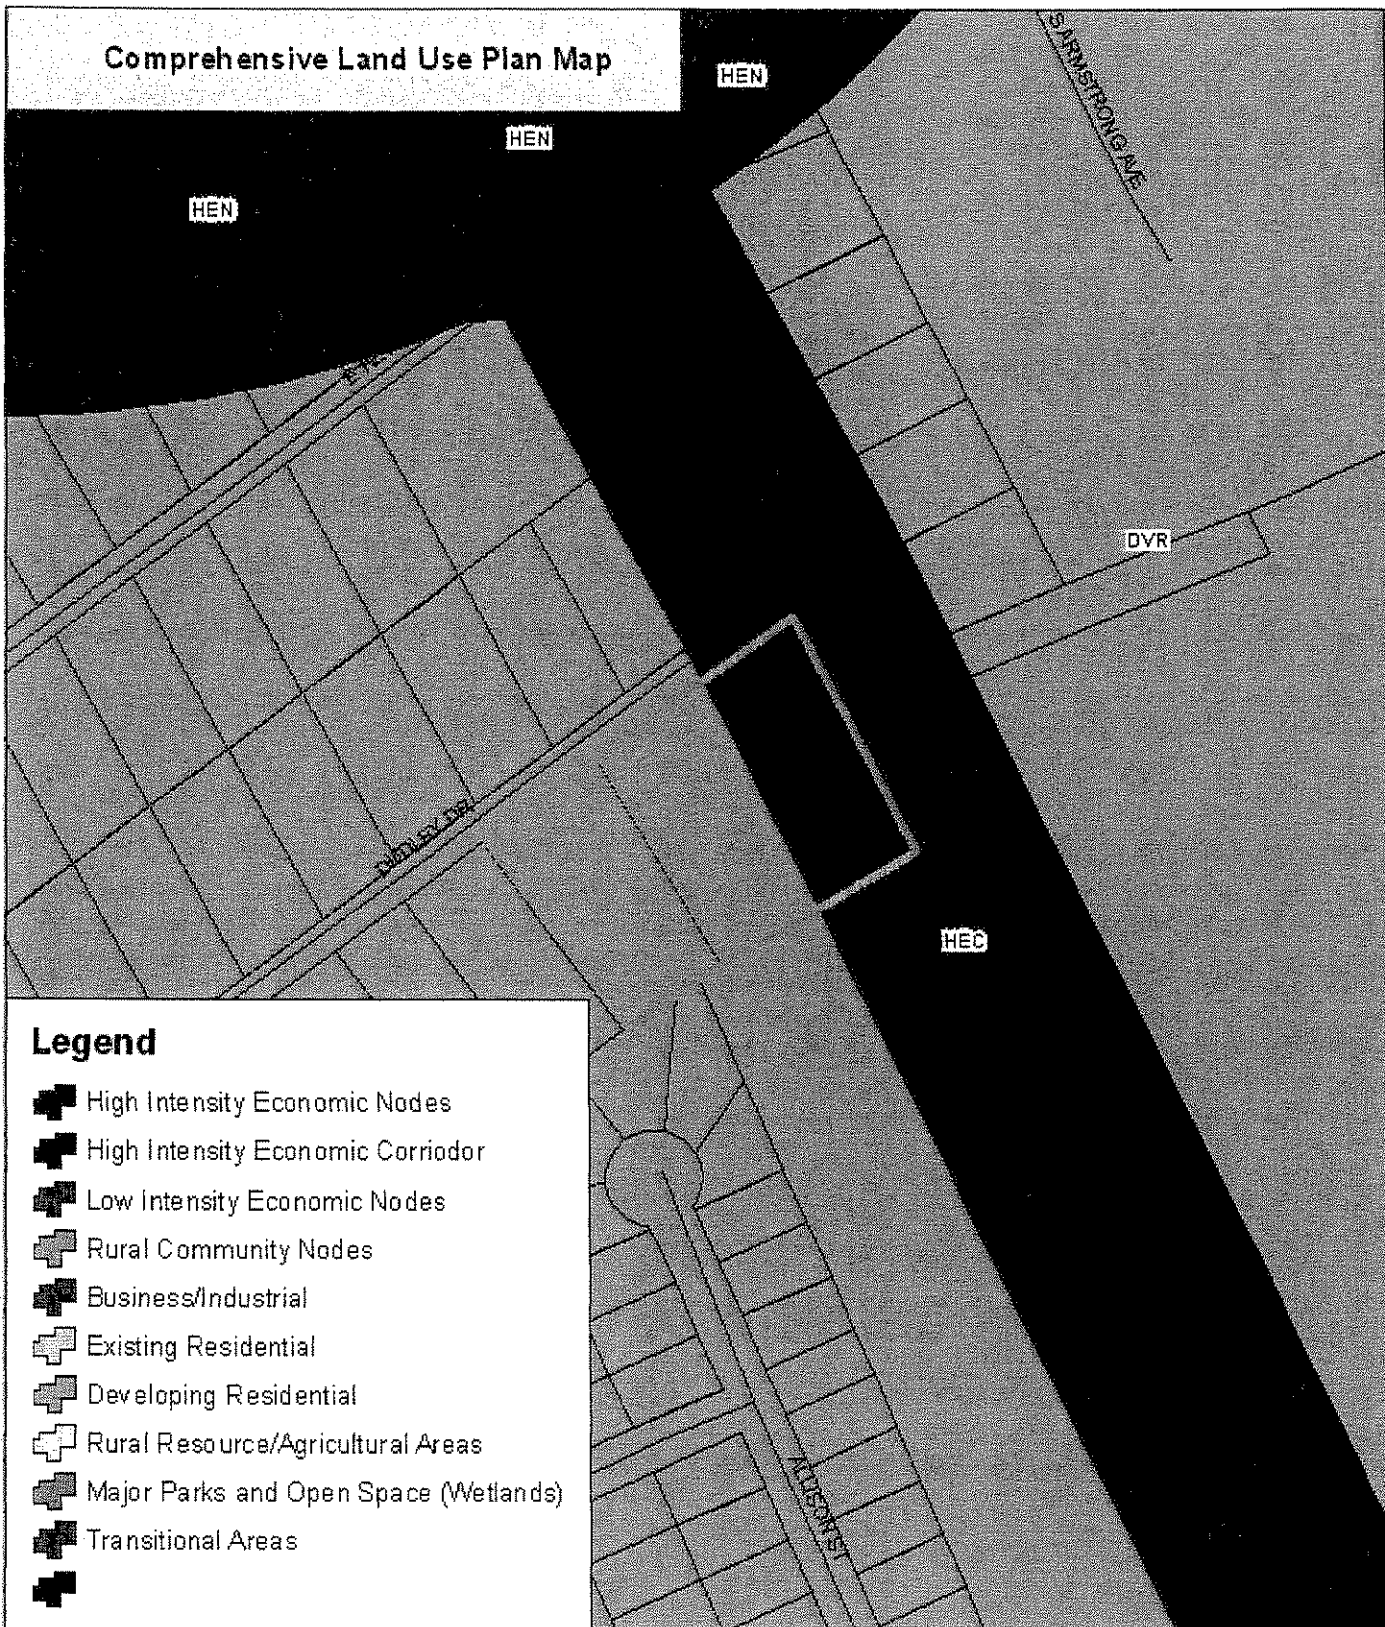 Comprehensive Land Use Plan Map
HEN
HEN
HEN
S ARMSTRONG AVE
DVR
DUDLEY DR
HEC
ALLISON ST
Legend
High Intensity Economic Nodes
High Intensity Economic Corriodor
Low Intensity Economic Nodes
Rural Community Nodes
Business/Industrial
Existing Residential
Developing Residential
Rural Resource/Agricultural Areas
Major Parks and Open Space (Wetlands)
Transitional Areas